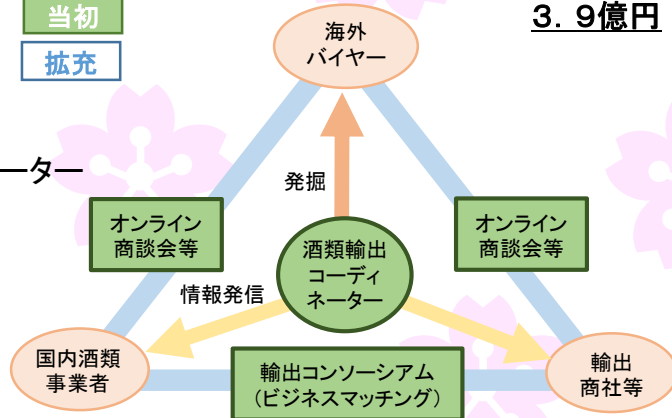 当初
3．9億円
拡充
海外
バイヤー
ーター
発掘
オンライン
商談会等
オンライン
商談会等
酒類輸出
コーディ
ネーター
情報発信
国内酒類
事業者
輸出コンソーシアム
（ビジネスマッチング）
輸出
商社等